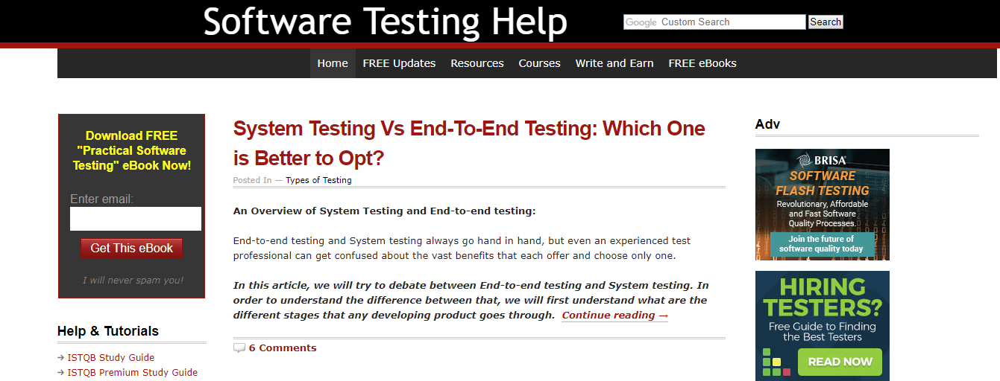 Software Testing Help
Google Custom Search
Search
Home FREE Updates Resources Courses Write and Earn FREE eBooks
Download FREE
"Practical Software
Testing" eBook Now!
Enter email:
Get This eBook
I will never spam you!
Help & Tutorials
ISTQB Study Guide
ISTQB Premium Study Guide
System Testing Vs End-To-End Testing: Which One
is Better to Opt?
Posted In — Types of Testing
An Overview of System Testing and End-to-end testing:
End-to-end testing and System testing always go hand in hand, but even an experienced test
professional can get confused about the vast benefits that each offer and choose only one.
In this article, we will try to debate between End-to-end testing and System testing. In
order to understand the difference between that, we will first understand what are the
different stages that any developing product goes through. Continue reading →
6 Comments
Adv
BRISA
SOFTWARE
FLASH TESTING
Revolutionary, Affordable
and Fast Software
Quality Processes.
Join the future of
software quality today
HIRING
TESTERS?
Free Guide to Finding
the Best Testers
READ NOW